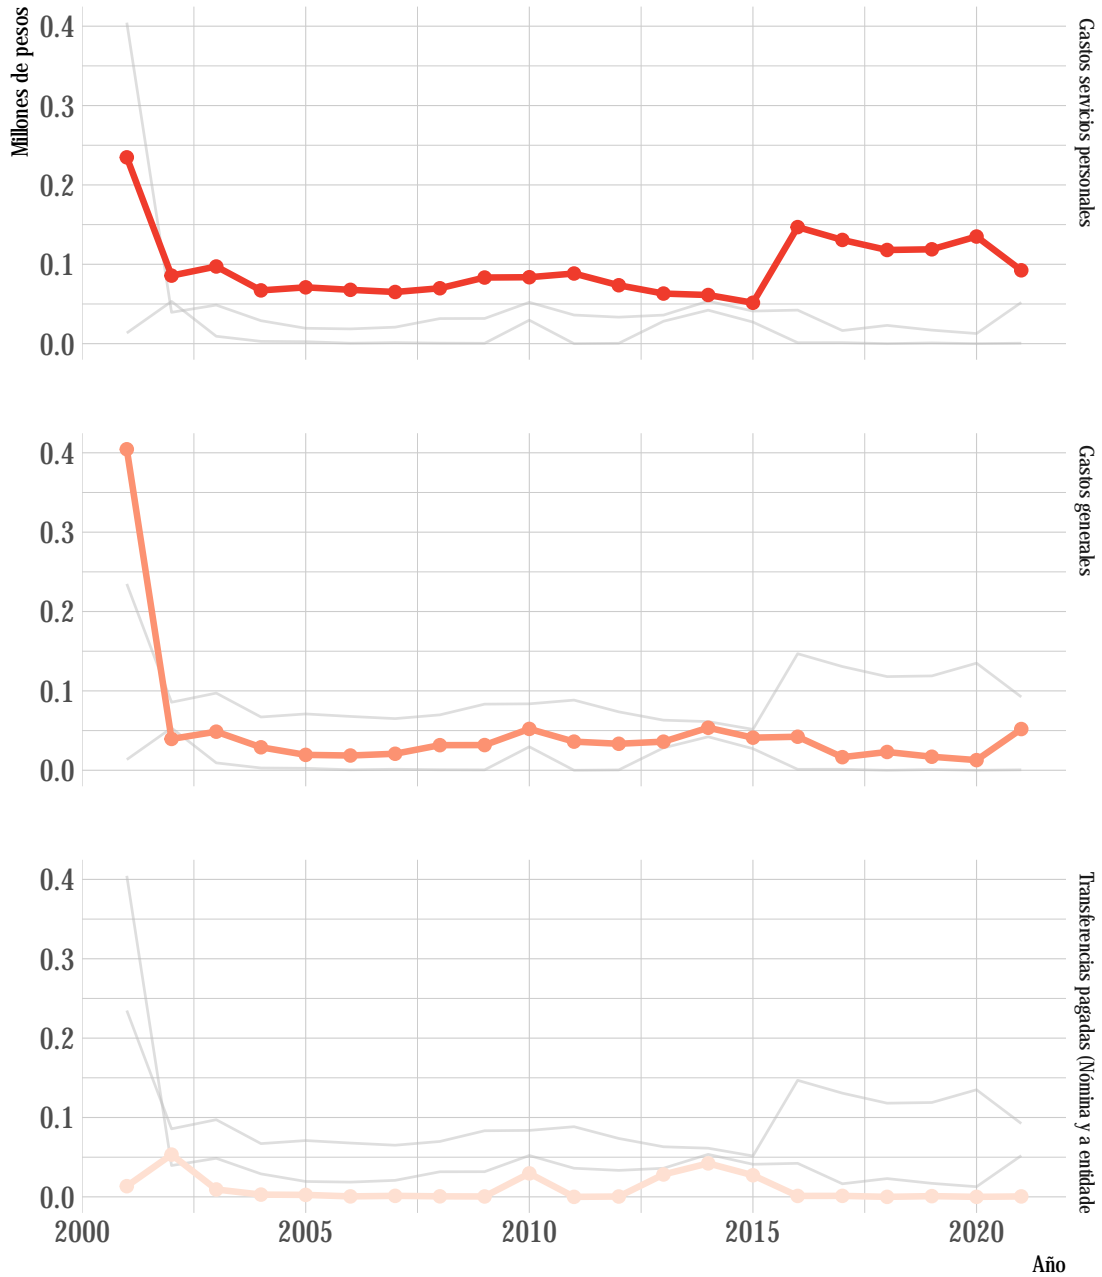 Millones de pesos
0.4
0.3
0.2
0.1
0.0
Gastos servicios personales
0.4
0.3
0.2
0.1
0.0
Gastos generales
0.4
0.3
0.2
0.1
0.0
Transferencias pagadas (Nómina y a entidade
2000 2005 2010 2015 2020
Año